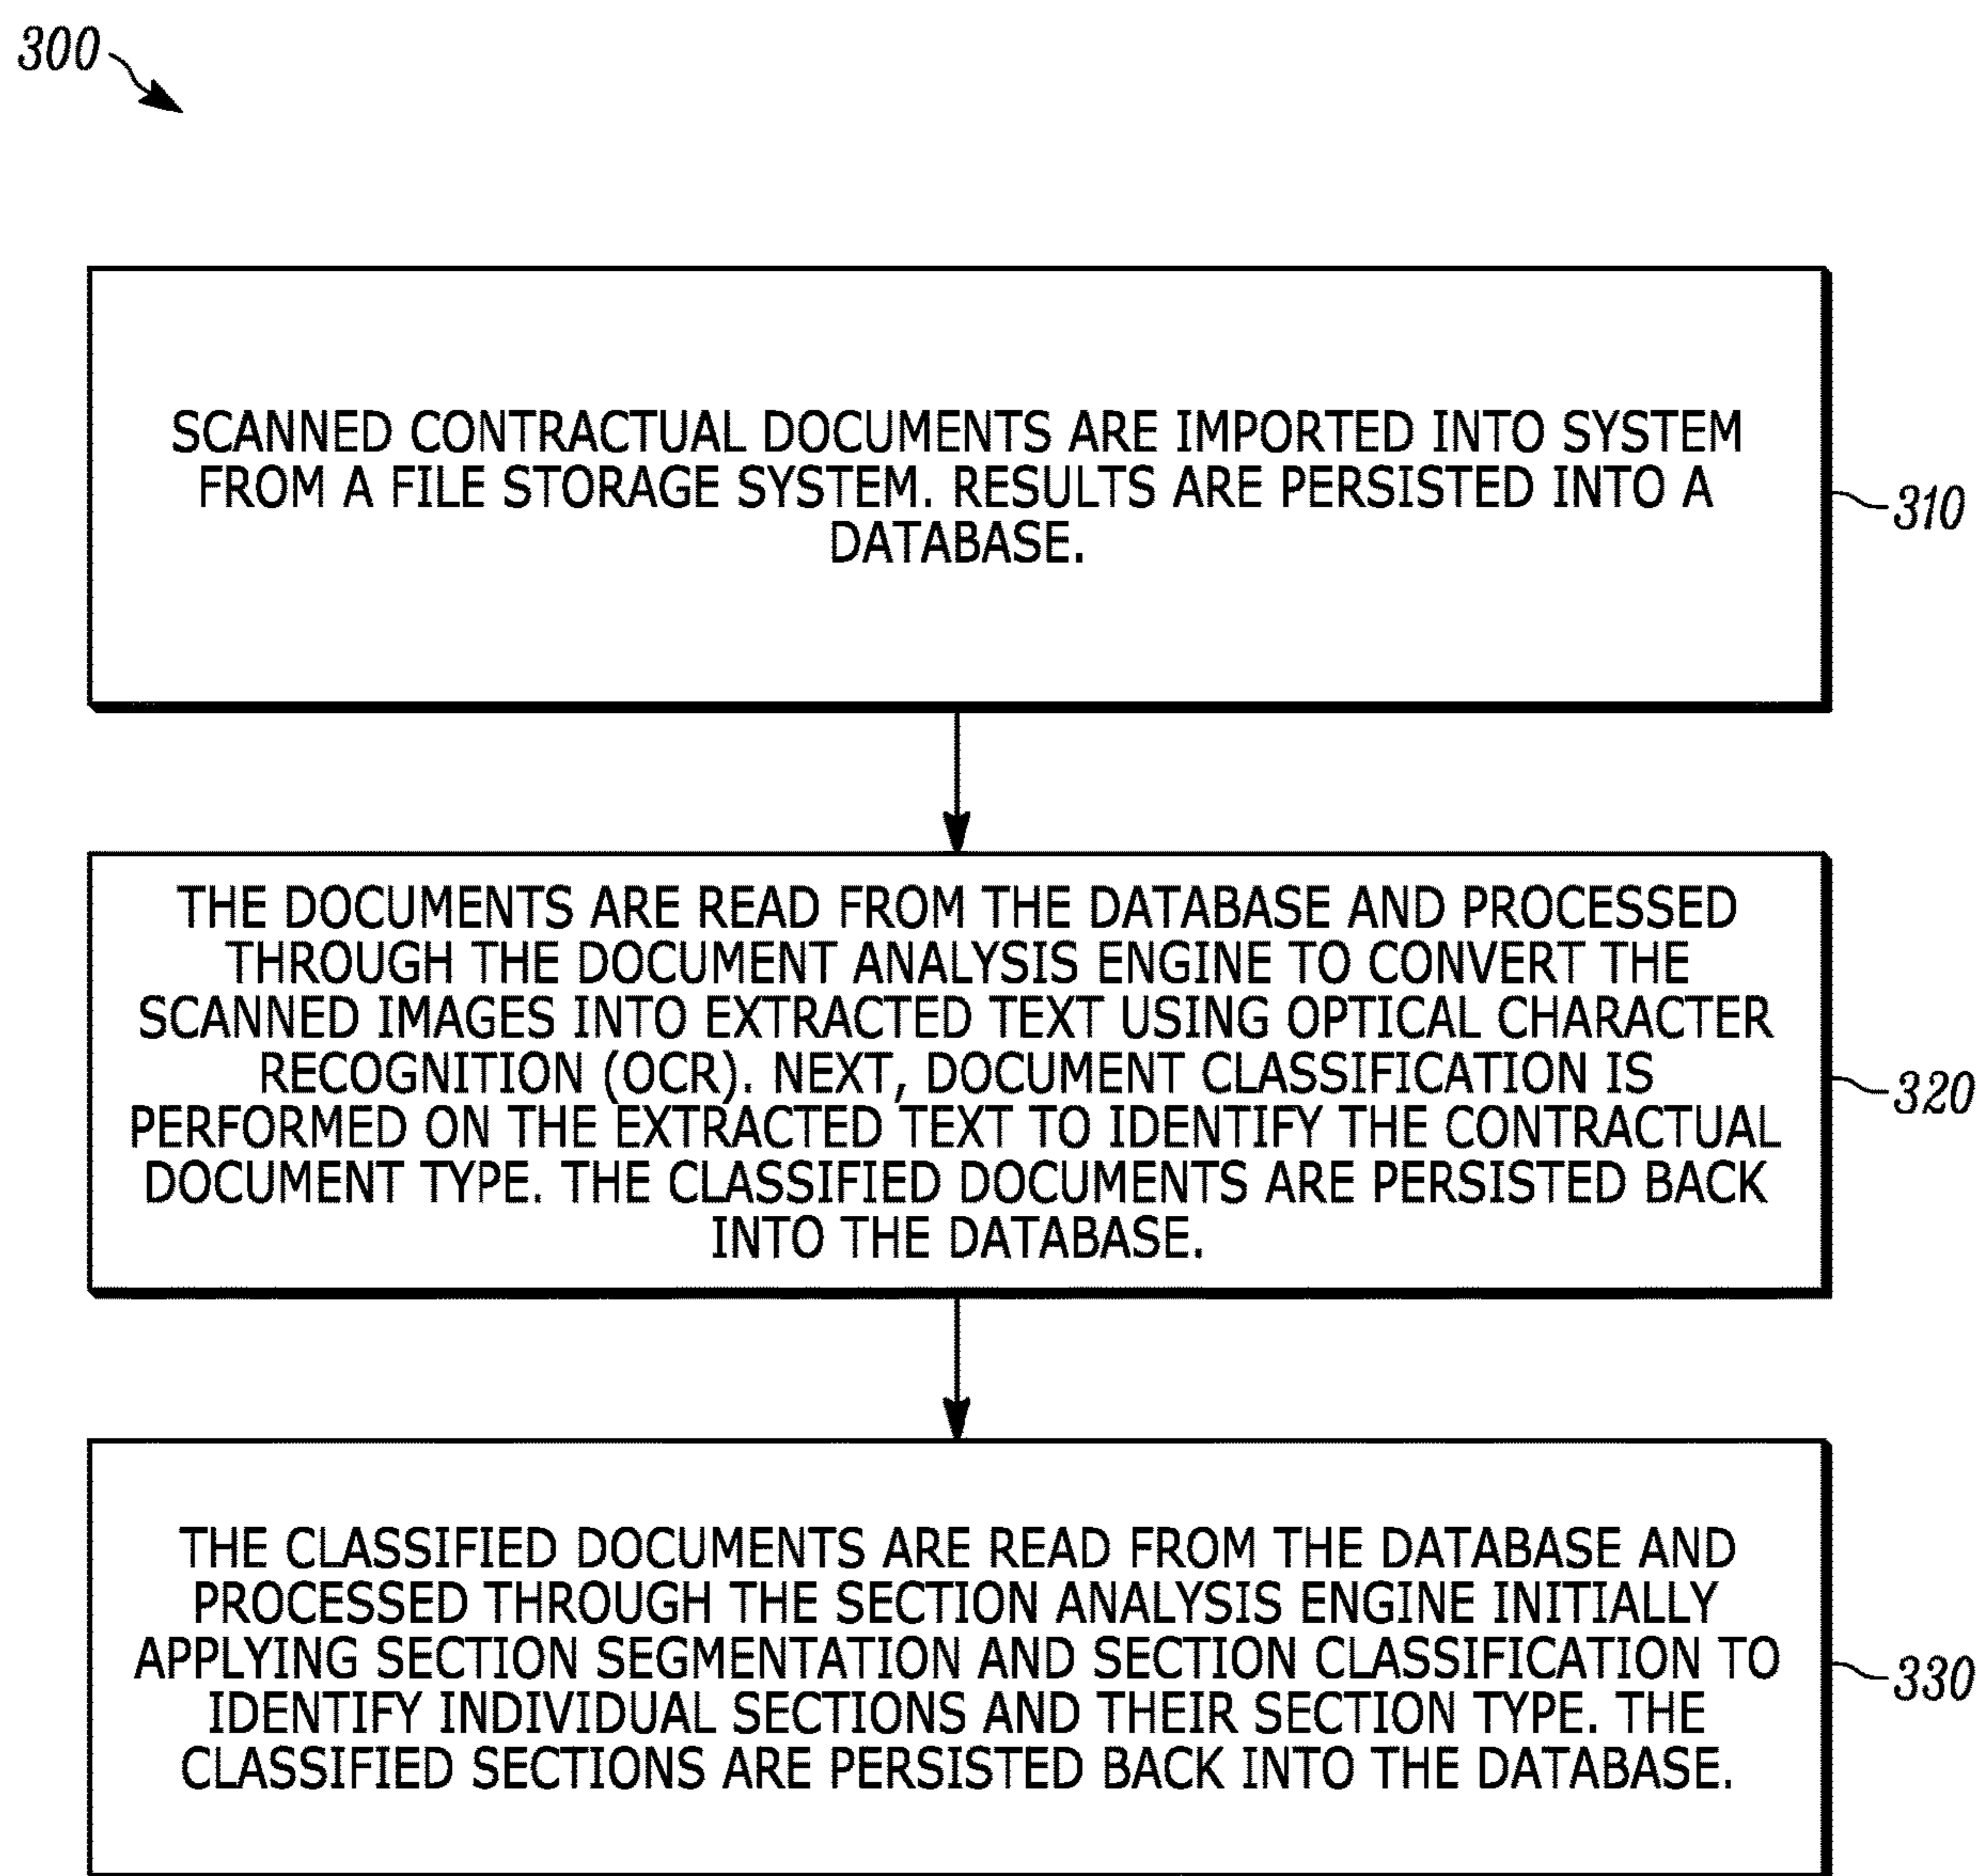 300
SCANNED CONTRACTUAL DOCUMENTS ARE IMPORTED INTO SYSTEM
FROM A FILE STORAGE SYSTEM. RESULTS ARE PERSISTED INTO A
DATABASE.
310
THE DOCUMENTS ARE READ FROM THE DATABASE AND PROCESSED
THROUGH THE DOCUMENT ANALYSIS ENGINE TO CONVERT THE
SCANNED IMAGES INTO EXTRACTED TEXT USING OPTICAL CHARACTER
RECOGNITION (OCR). NEXT, DOCUMENT CLASSIFICATION IS
PERFORMED ON THE EXTRACTED TEXT TO IDENTIFY THE CONTRACTUAL
DOCUMENT TYPE. THE CLASSIFIED DOCUMENTS ARE PERSISTED BACK
INTO THE DATABASE.
320
THE CLASSIFIED DOCUMENTS ARE READ FROM THE DATABASE AND
PROCESSED THROUGH THE SECTION ANALYSIS ENGINE INITIALLY
APPLYING SECTION SEGMENTATION AND SECTION CLASSIFICATION TO
IDENTIFY INDIVIDUAL SECTIONS AND THEIR SECTION TYPE. THE
CLASSIFIED SECTIONS ARE PERSISTED BACK INTO THE DATABASE.
330